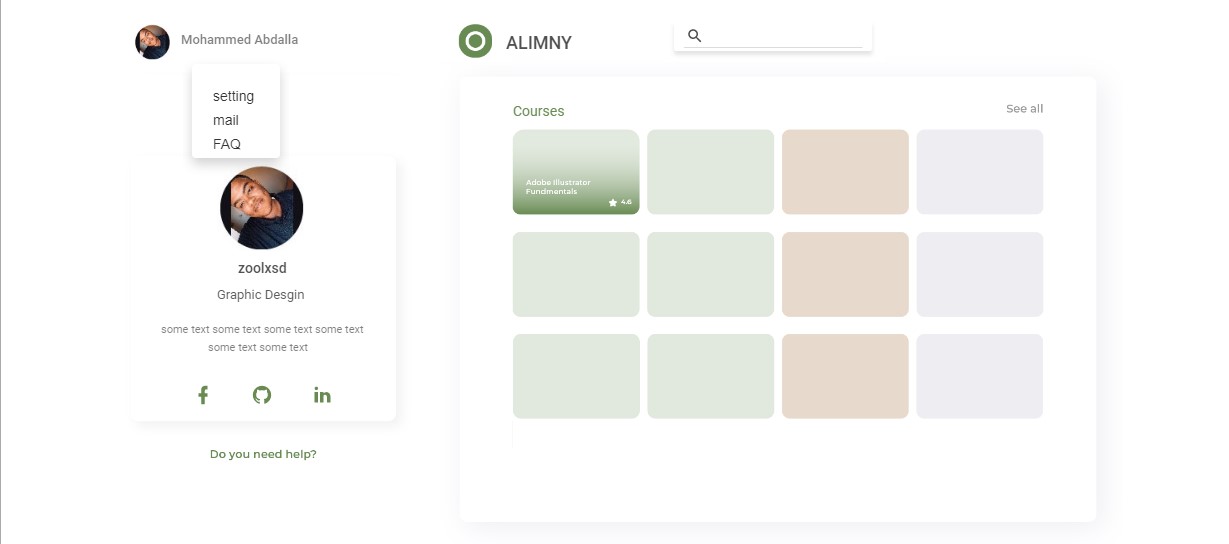 Mohammed Abdalla
setting
mail
FAQ
zoolxsd
Graphic Desgin
some text some text some text some text
some text some text
Do you need help?
ALIMNY
Courses
See all
Adobe Illustrator
Fundmentals
4.6